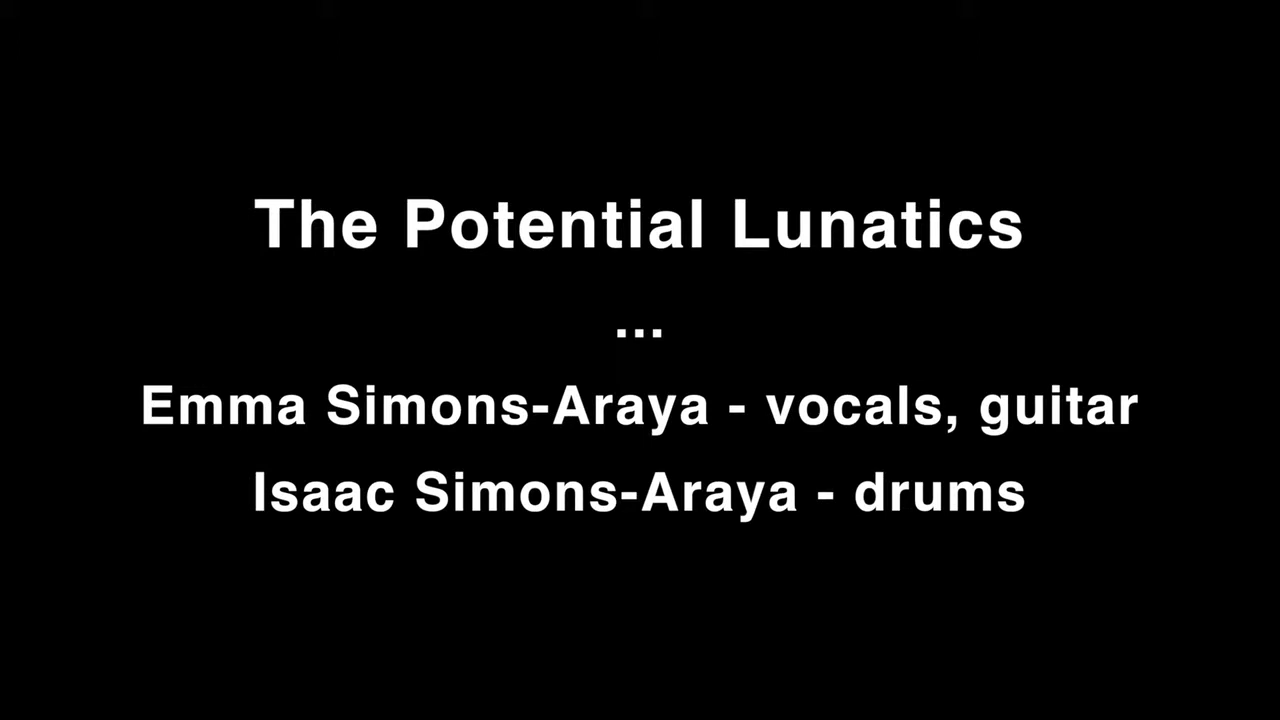 The Potential Lunatics
...
Emma Simons-Araya - vocals, guitar
Isaac Simons-Araya - drums